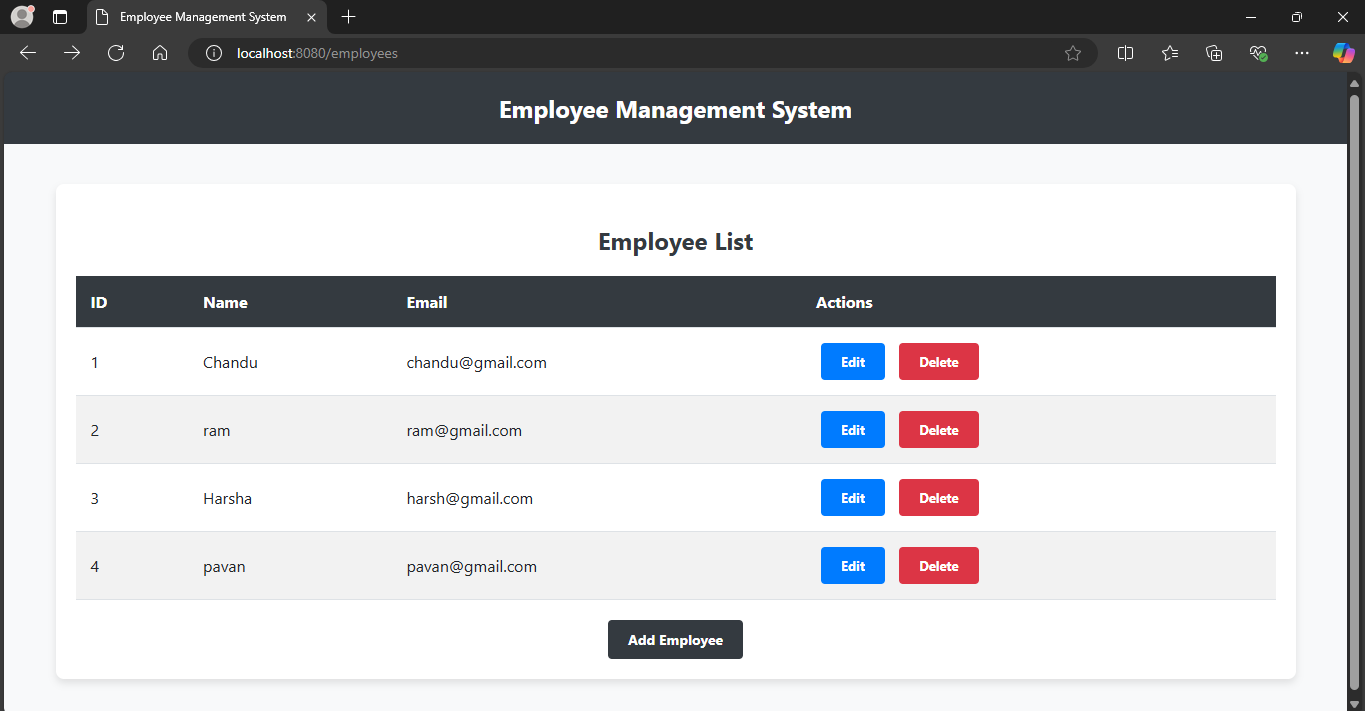 Employee Management System
localhost:8080/employees
Employee Management System
Employee List
ID Name Email Actions
1 Chandu chandu@gmail.com Edit Delete
2 ram ram@gmail.com Edit Delete
3 Harsha harsh@gmail.com Edit Delete
4 pavan pavan@gmail.com Edit Delete
Add Employee